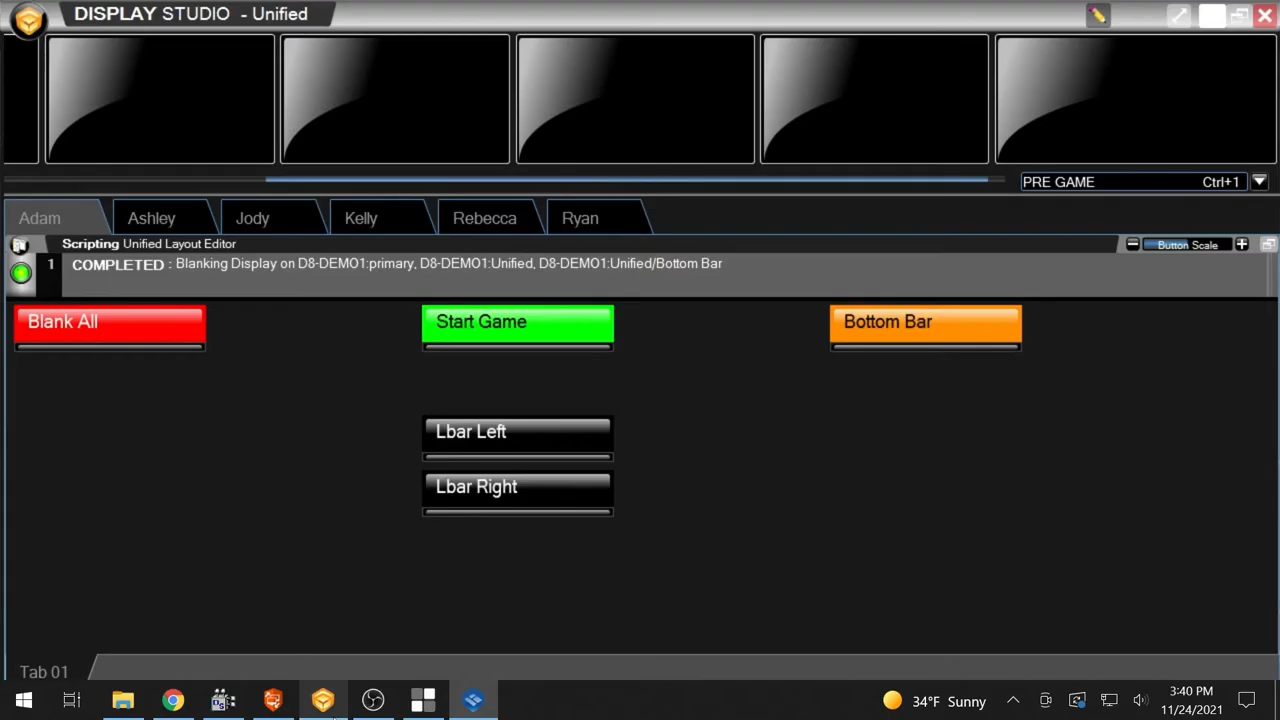 DISPLAY STUDIO - Unified
PRE GAME Ctrl+1
Adam Ashley Jody Kelly Rebecca Ryan
Scripting Unified Layout Editor
Button Scale
1 COMPLETED : Blanking Display on D8-DEMO1:primary, D8-DEMO1:Unified, D8-DEMO1:Unified/Bottom Bar
Blank All Start Game Bottom Bar
Lbar Left
Lbar Right
Tab 01
34°F Sunny
3:40 PM
11/24/2021